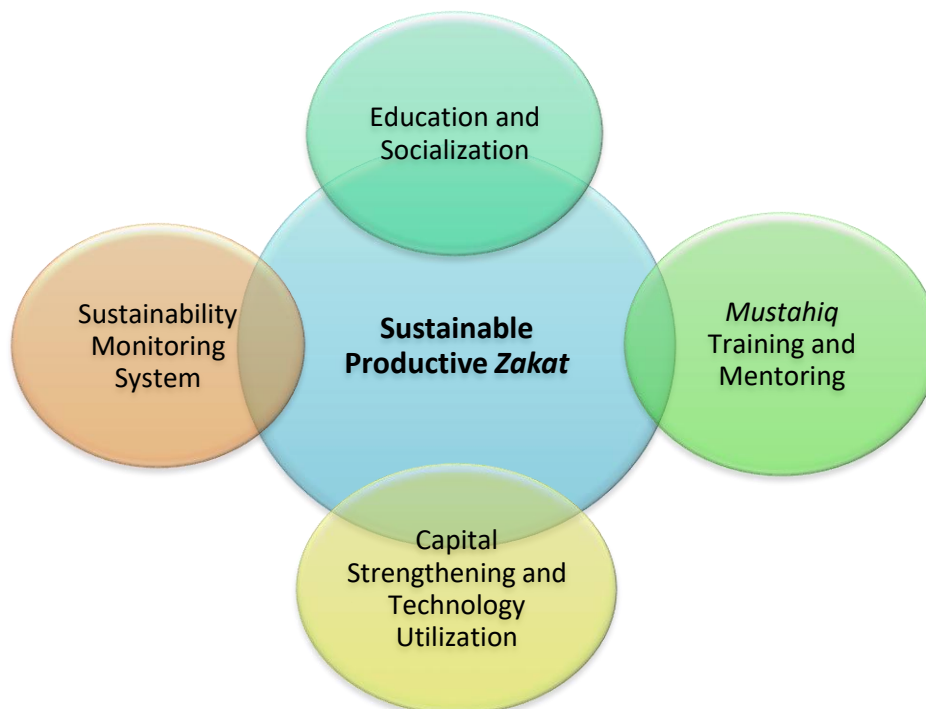 Education and
Socialization
Sustainability
Monitoring
System
Sustainable
Productive Zakat
Mustahiq
Training and
Mentoring
Capital
Strengthening and
Technology
Utilization